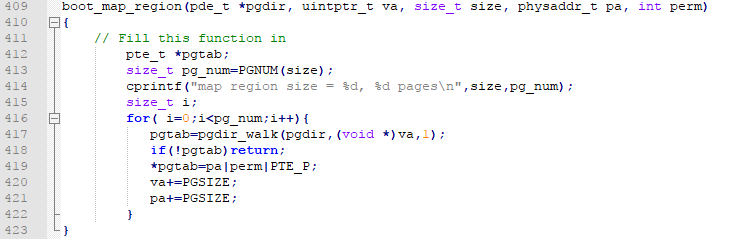 409 boot_map_region(pde_t *pgdir, uintptr_t va, size_t size, physaddr_t pa, int perm)
410 {
411     // Fill this function in
412         pte_t *pgtab;
413         size_t pg_num=PGNUM(size);
414         cprintf("map region size = %d, %d pages\n",size,pg_num);
415         size_t i;
416         for( i=0;i<pg_num;i++){
417            pgtab=pgdir_walk(pgdir,(void *)va,1);
418            if(!pgtab)return;
419            *pgtab=pa|perm|PTE_P;
420            va+=PGSIZE;
421            pa+=PGSIZE;
422         }
423 }